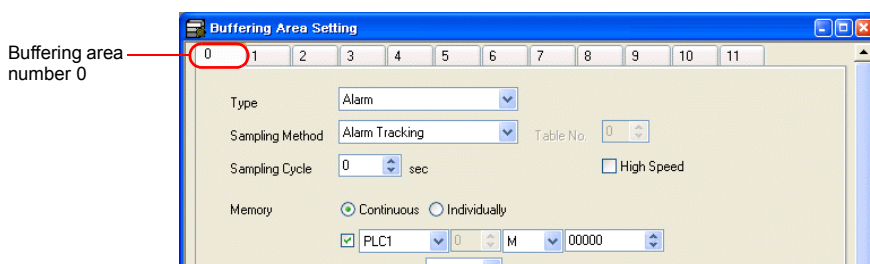 Buffering Area Setting
Buffering area
number 0
0 1 2 3 4 5 6 7 8 9 10 11
Type Alarm
Sampling Method Alarm Tracking Table No. 0
Sampling Cycle 0 sec High Speed
Memory Continuous Individually
PLC1 0 M 00000